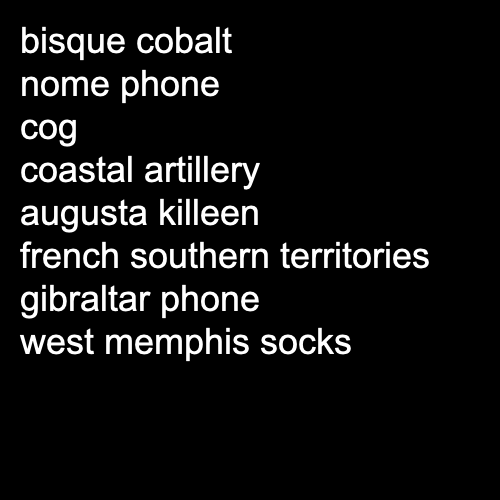 bisque cobalt
nome phone
cog
coastal artillery
augusta killeen
french southern territories
gibraltar phone
west memphis socks